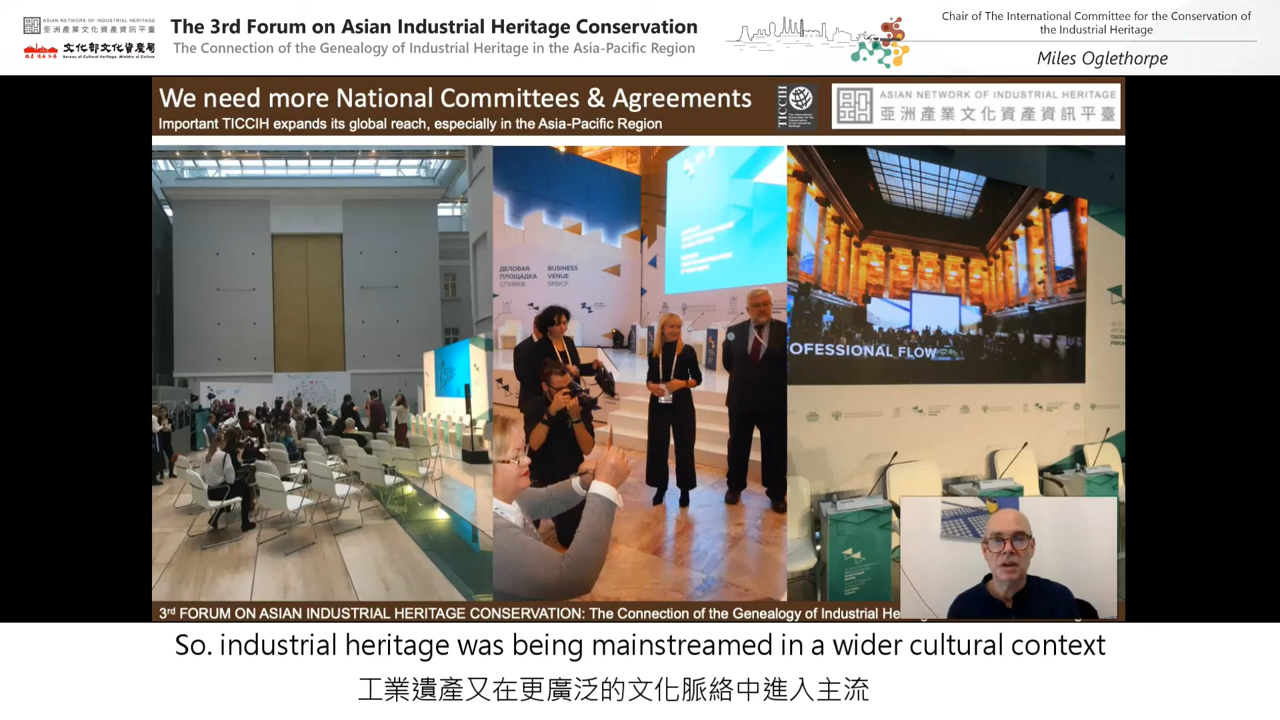 ASIAN NETWORK OF INDUSTRIAL HERITAGE
亞洲產業文化資產資訊平臺
文化部文化資產局
Bureau of Cultural Heritage, Ministry of Culture
The 3rd Forum on Asian Industrial Heritage Conservation
The Connection of the Genealogy of Industrial Heritage in the Asia-Pacific Region
Chair of The International Committee for the Conservation of
the Industrial Heritage
Miles Oglethorpe
We need more National Committees & Agreements
Important TICCIH expands its global reach, especially in the Asia-Pacific Region
TICCIH
ASIAN NETWORK OF INDUSTRIAL HERITAGE
亞洲產業文化資產資訊平臺
ДЕЛОВАЯ
ПЛОЩАДКА
BUSINESS
VENUE
OFESSIONAL FLOW
3rd FORUM ON ASIAN INDUSTRIAL HERITAGE CONSERVATION: The Connection of the Genealogy of Industrial He
So. industrial heritage was being mainstreamed in a wider cultural context
工業遺產又在更廣泛的文化脈絡中進入主流